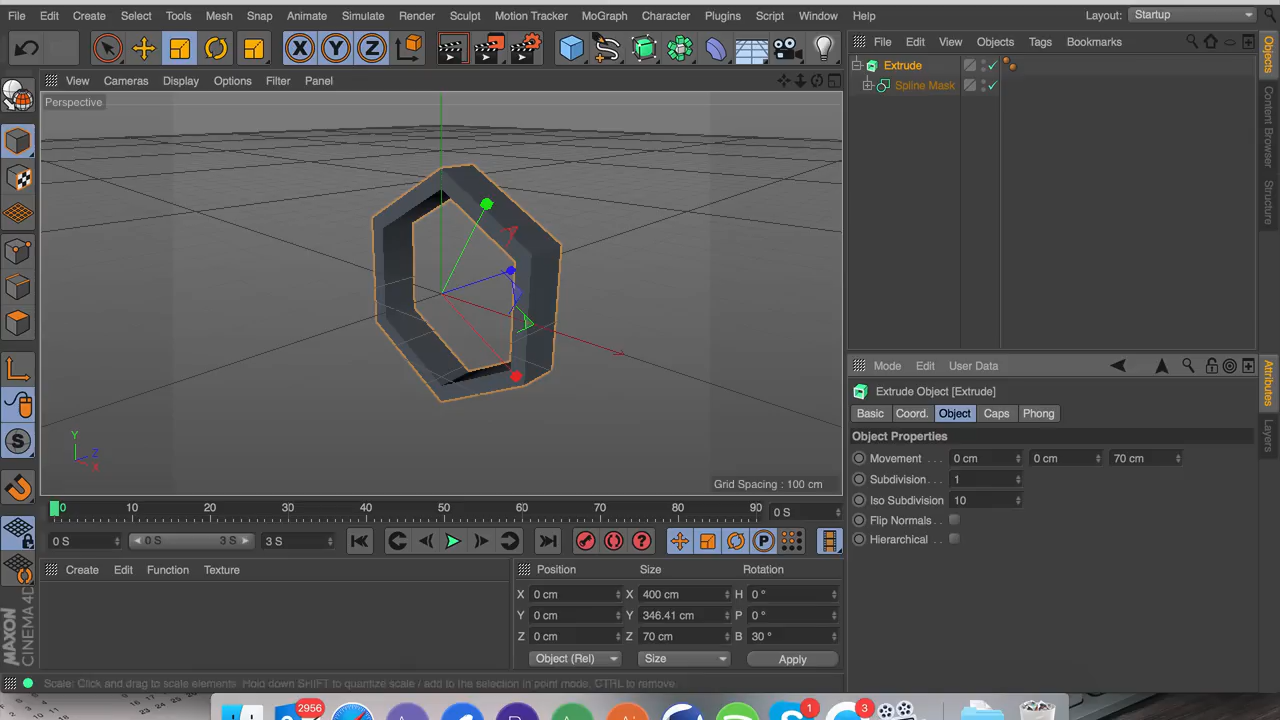 File Edit Create Select Tools Mesh Snap Animate Simulate Render Sculpt Motion Tracker MoGraph Character Plugins Script Window Help Layout: Startup
X Y Z
File Edit View Objects Tags Bookmarks
Extrude
Spline Mask
View Cameras Display Options Filter Panel
Perspective
Y
Z
X
Grid Spacing : 100 cm
S
Objects
Content Browser
Structure
Mode Edit User Data
Extrude Object [Extrude]
Basic Coord. Object Caps Phong
Object Properties
Movement . . . 0 cm 0 cm 70 cm
Subdivision . . . 1
Iso Subdivision 10
Flip Normals . .
Hierarchical . .
Attributes
Layers
0 10 20 30 40 50 60 70 80 90 0 S
0 S 0 S 3 S 3 S
P
Create Edit Function Texture
Position Size Rotation
X 0 cm X 400 cm H 0 °
Y 0 cm Y 346.41 cm P 0 °
Z 0 cm Z 70 cm B 30 °
Object (Rel) Size Apply
MAXON
CINEMA 4D
Scale: Click and drag to scale elements. Hold down SHIFT to quantize scale / add to the selection in point mode, CTRL to remove.
2956
1
3